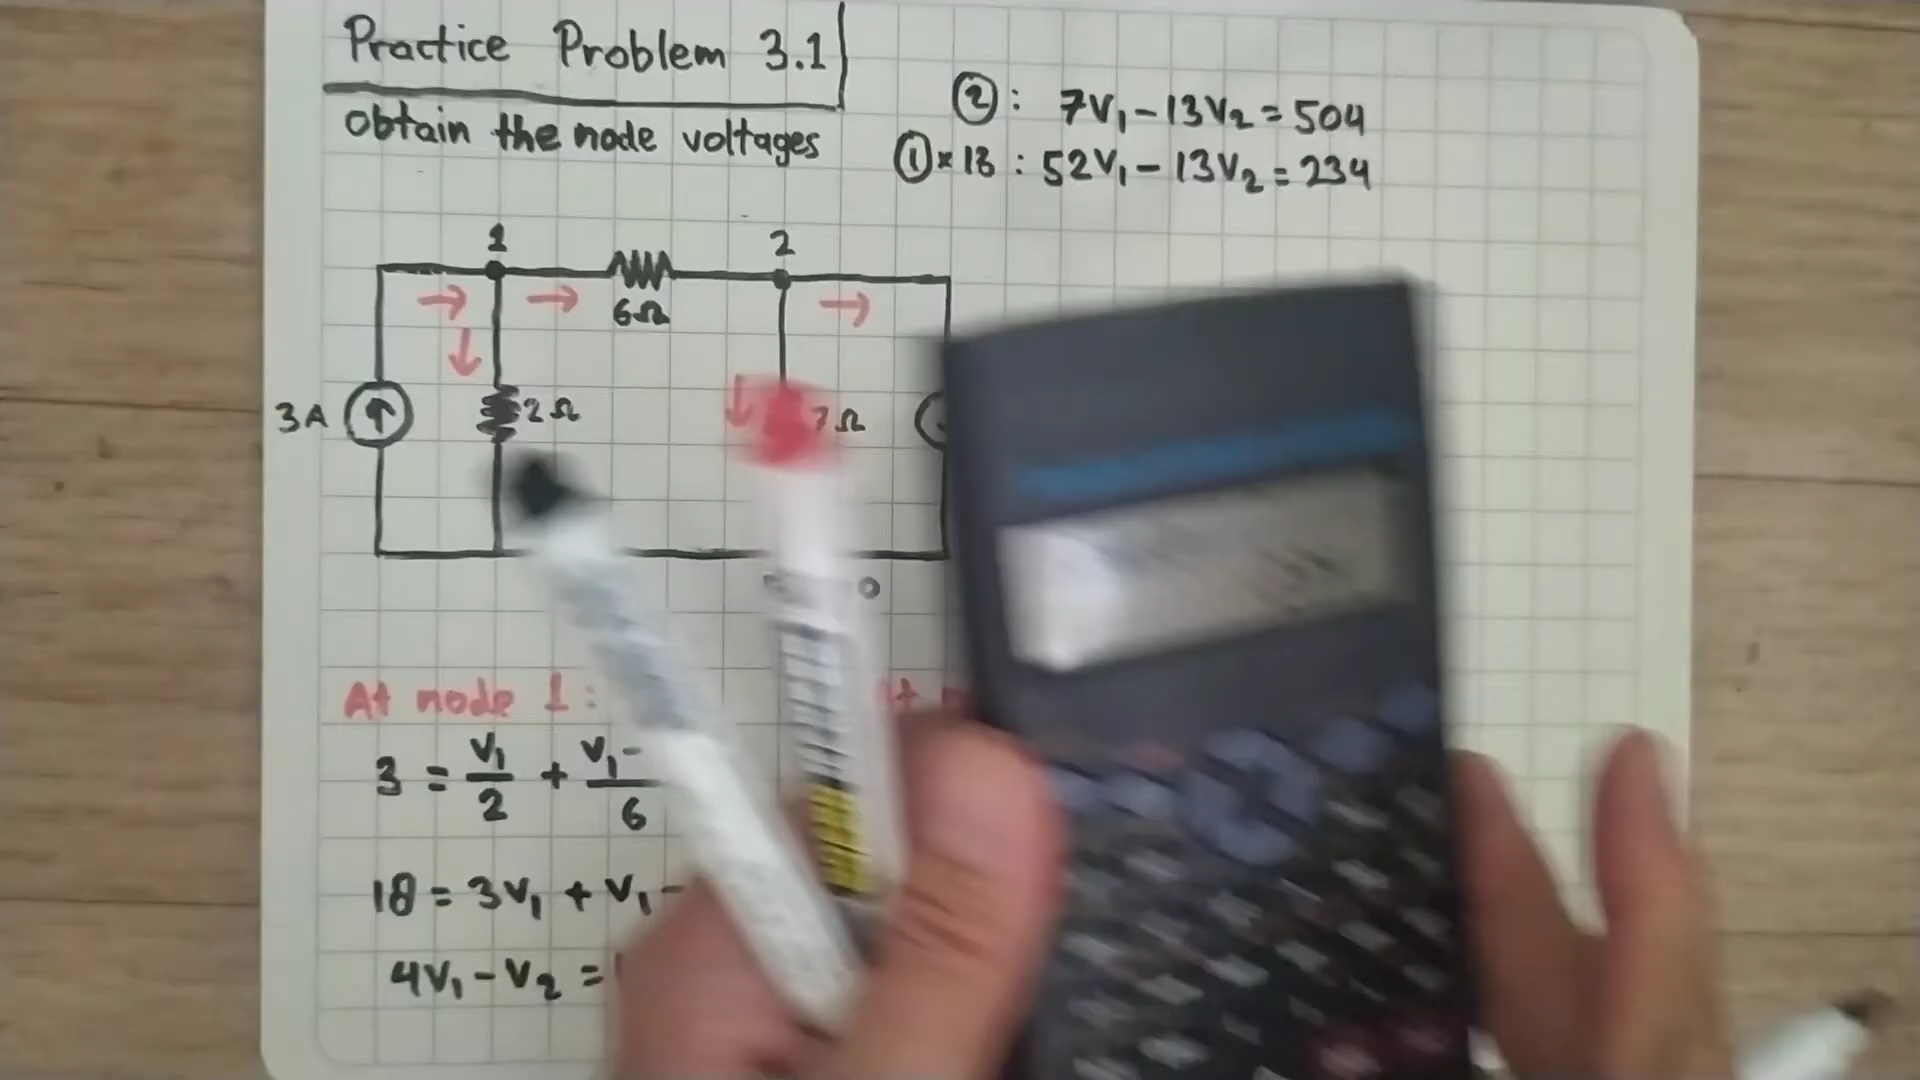 Practice Problem 3.1
obtain the node voltages
②: 7V₁ - 13V₂ = 504
①×13 : 52V₁ - 13V₂ = 234
1
2
6Ω
3A
2Ω
7Ω
0
At node 1:
3 = V₁/2 + V₁-/6
18 = 3V₁ + V₁ -
4V₁ - V₂ =